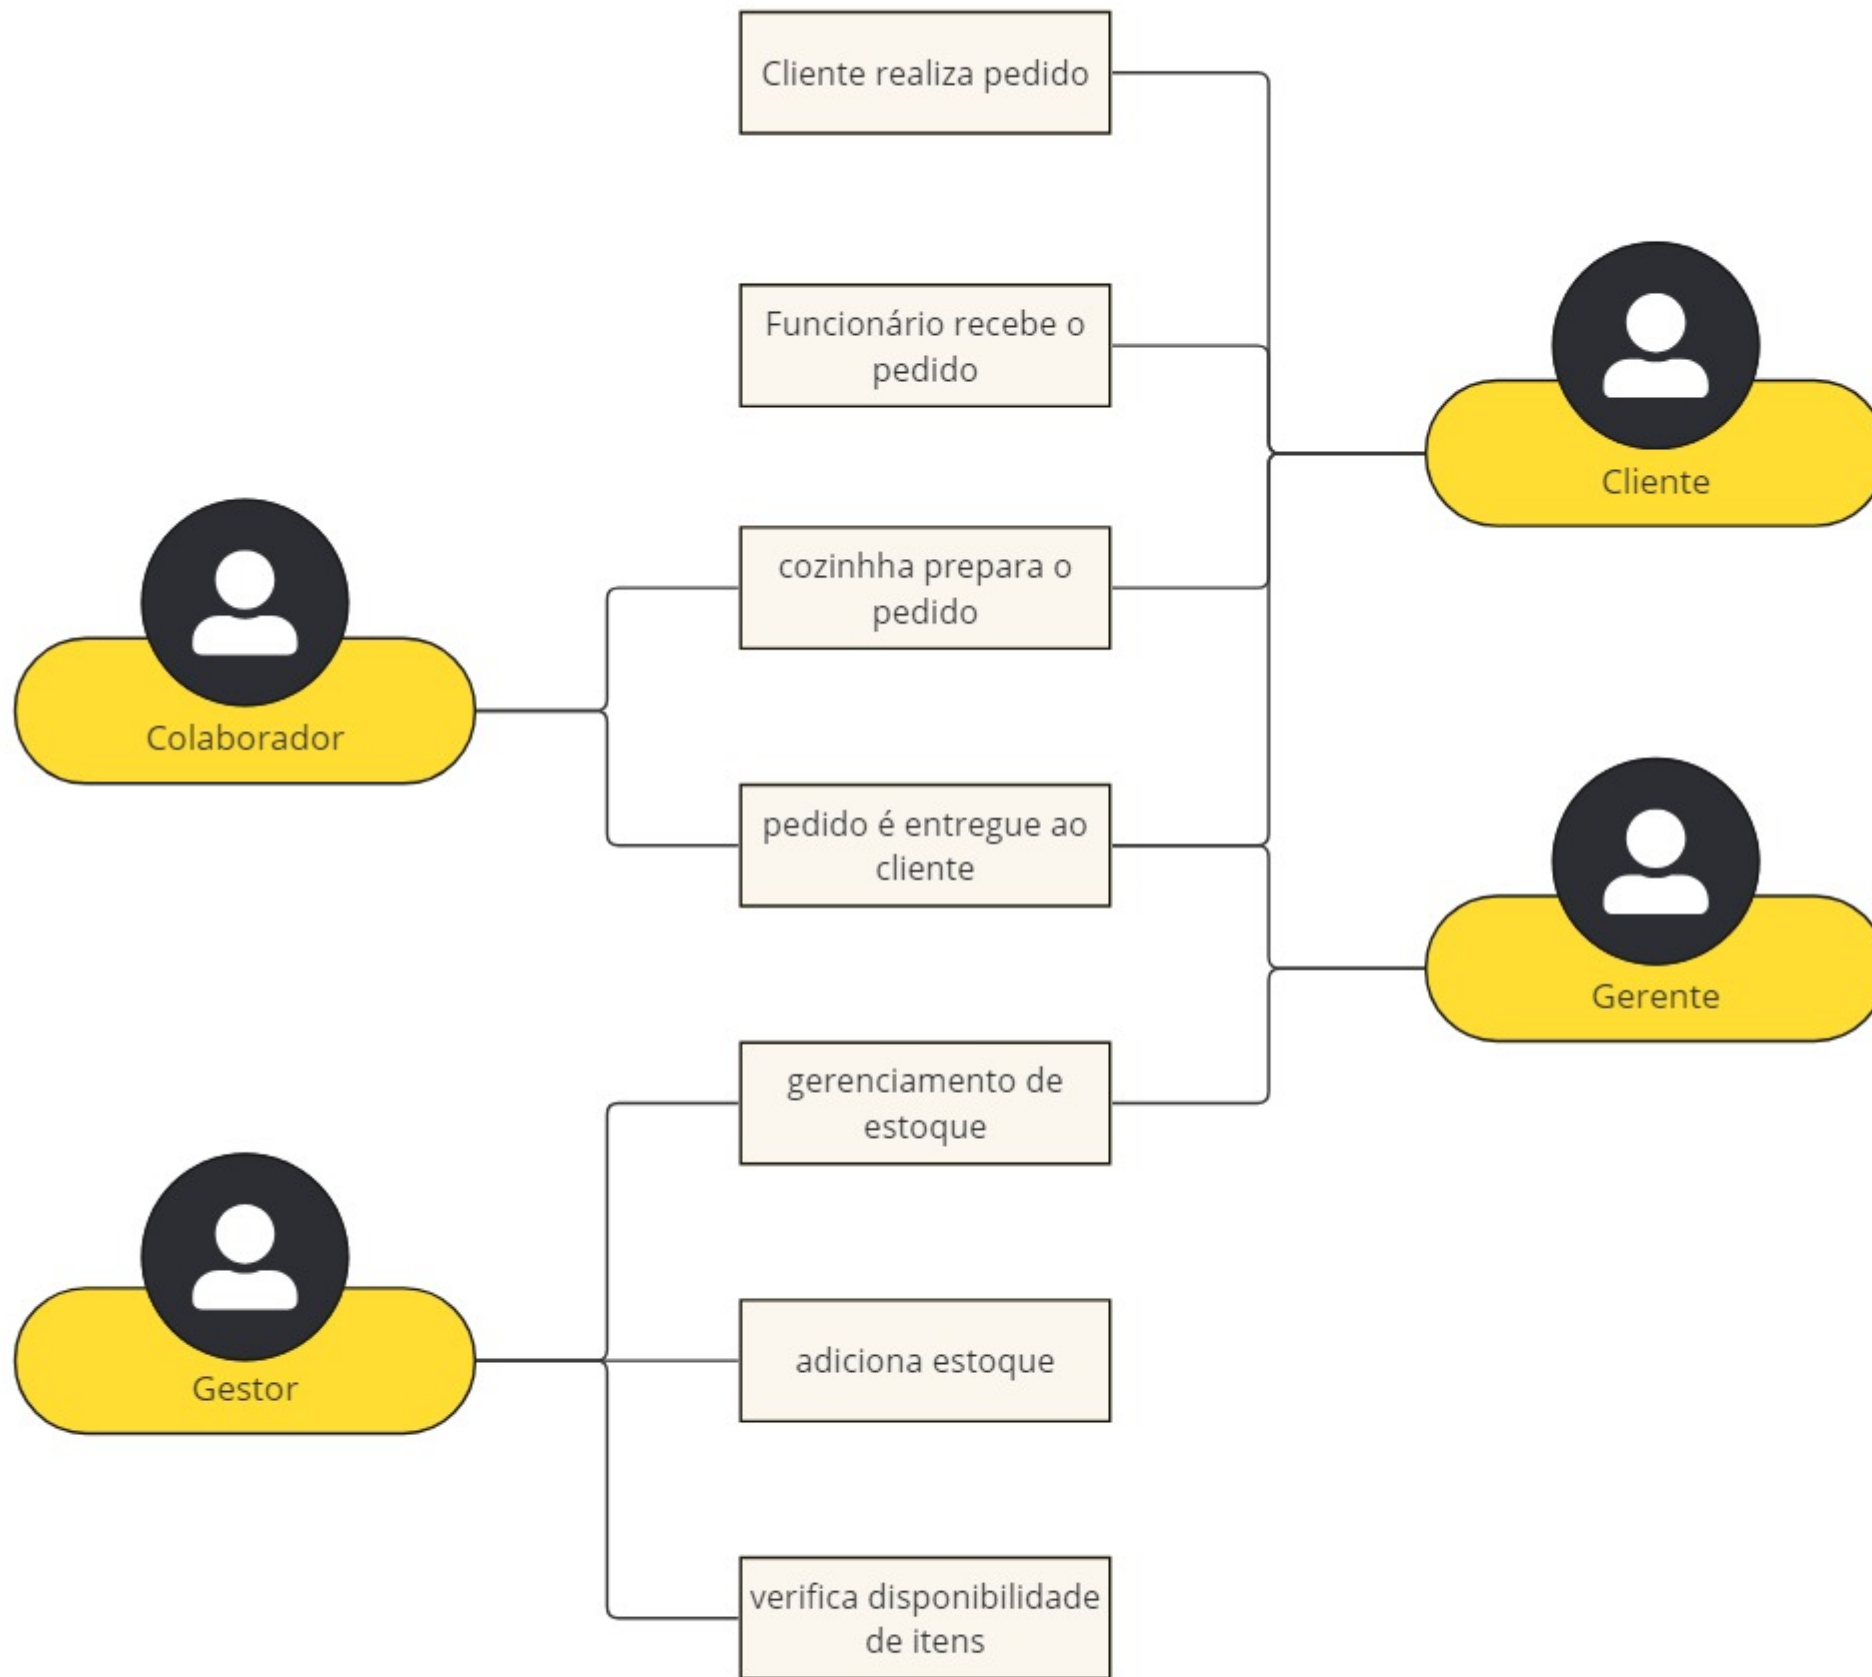 Cliente realiza pedido
Funcionário recebe o
pedido
Cliente
cozinhha prepara o
pedido
Colaborador
pedido é entregue ao
cliente
Gerente
gerenciamento de
estoque
adiciona estoque
Gestor
verifica disponibilidade
de itens